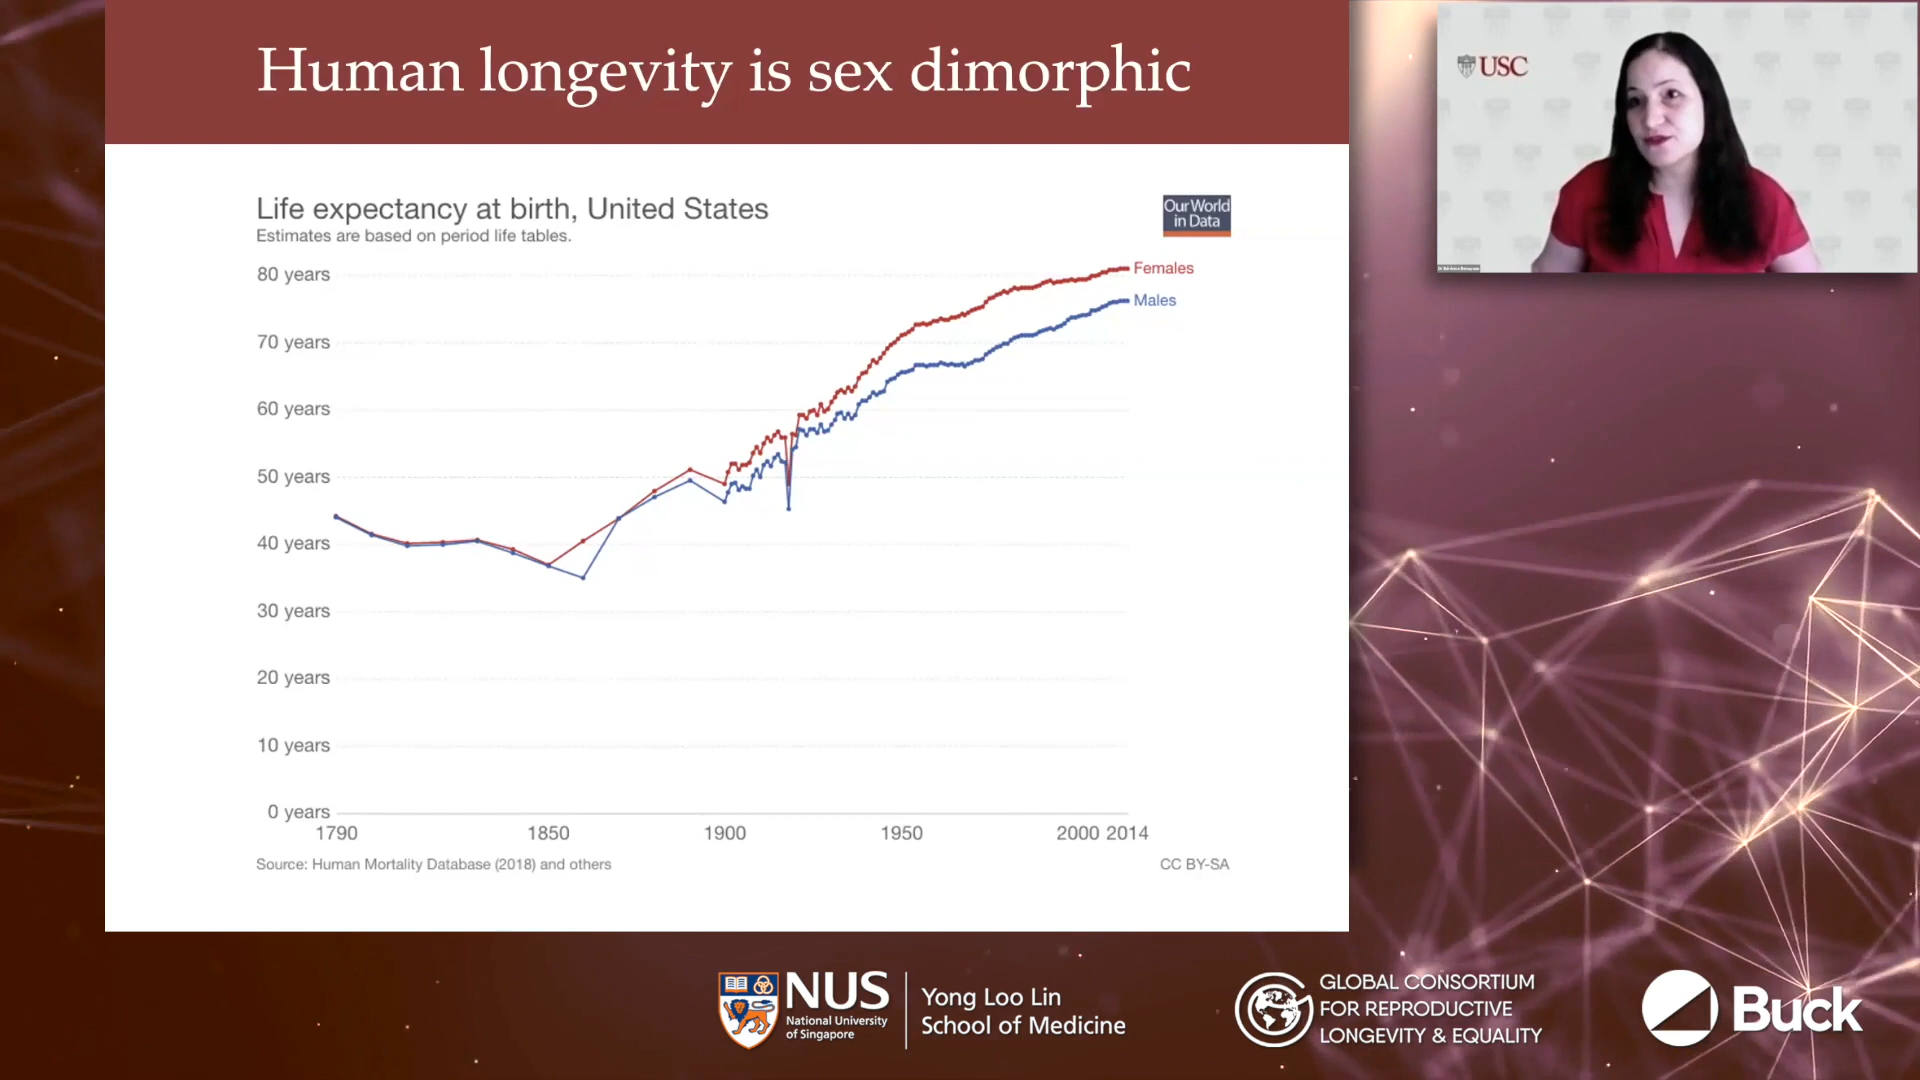 Human longevity is sex dimorphic
USC
Life expectancy at birth, United States
Estimates are based on period life tables.
Our World
in Data
80 years
70 years
60 years
50 years
40 years
30 years
20 years
10 years
0 years
Females
Males
1790
1850
1900
1950
2000
2014
Source: Human Mortality Database (2018) and others
CC BY-SA
NUS
National University
of Singapore
Yong Loo Lin
School of Medicine
GLOBAL CONSORTIUM
FOR REPRODUCTIVE
LONGEVITY & EQUALITY
Buck